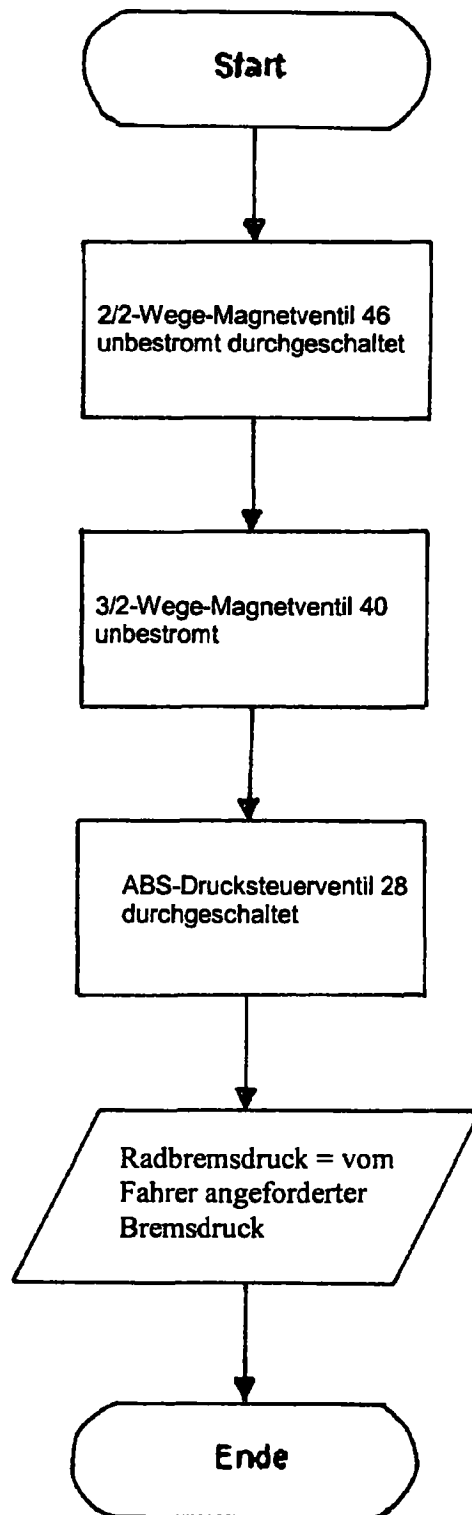 Start
2/2-Wege-Magnetventil 46
unbestromt durchgeschaltet
3/2-Wege-Magnetventil 40
unbestromt
ABS-Drucksteuerventil 28
durchgeschaltet
Radbremsdruck = vom
Fahrer angeforderter
Bremsdruck
Ende